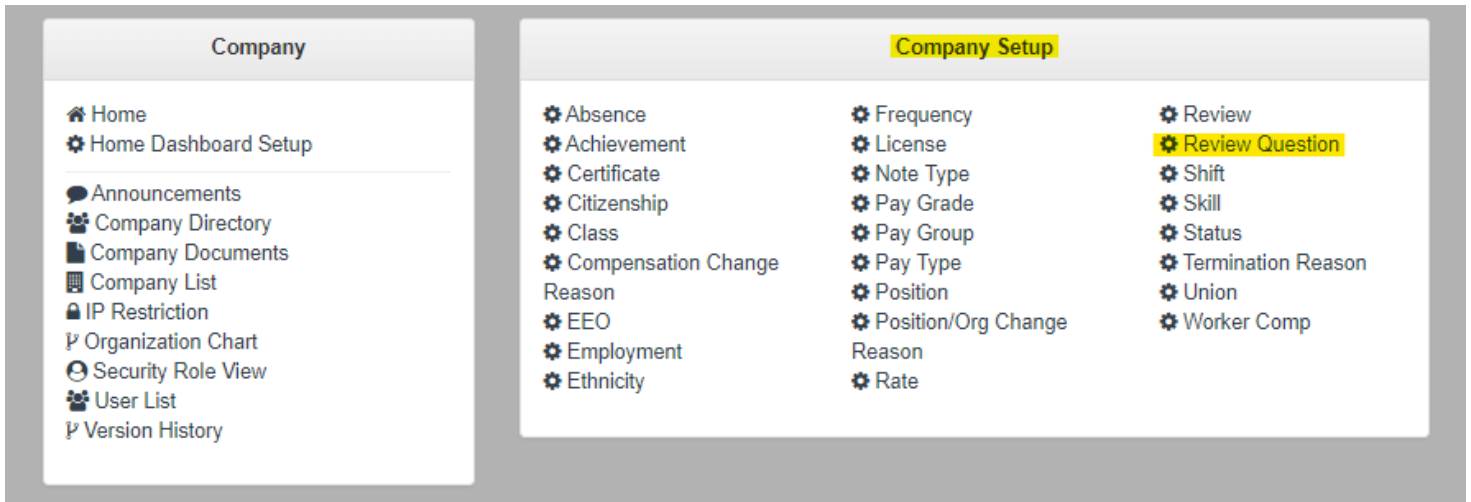 Company
Home
Home Dashboard Setup
Announcements
Company Directory
Company Documents
Company List
IP Restriction
Organization Chart
Security Role View
User List
Version History
Company Setup
Absence
Achievement
Certificate
Citizenship
Class
Compensation Change
Reason
EEO
Employment
Ethnicity
Frequency
License
Note Type
Pay Grade
Pay Group
Pay Type
Position
Position/Org Change
Reason
Rate
Review
Review Question
Shift
Skill
Status
Termination Reason
Union
Worker Comp